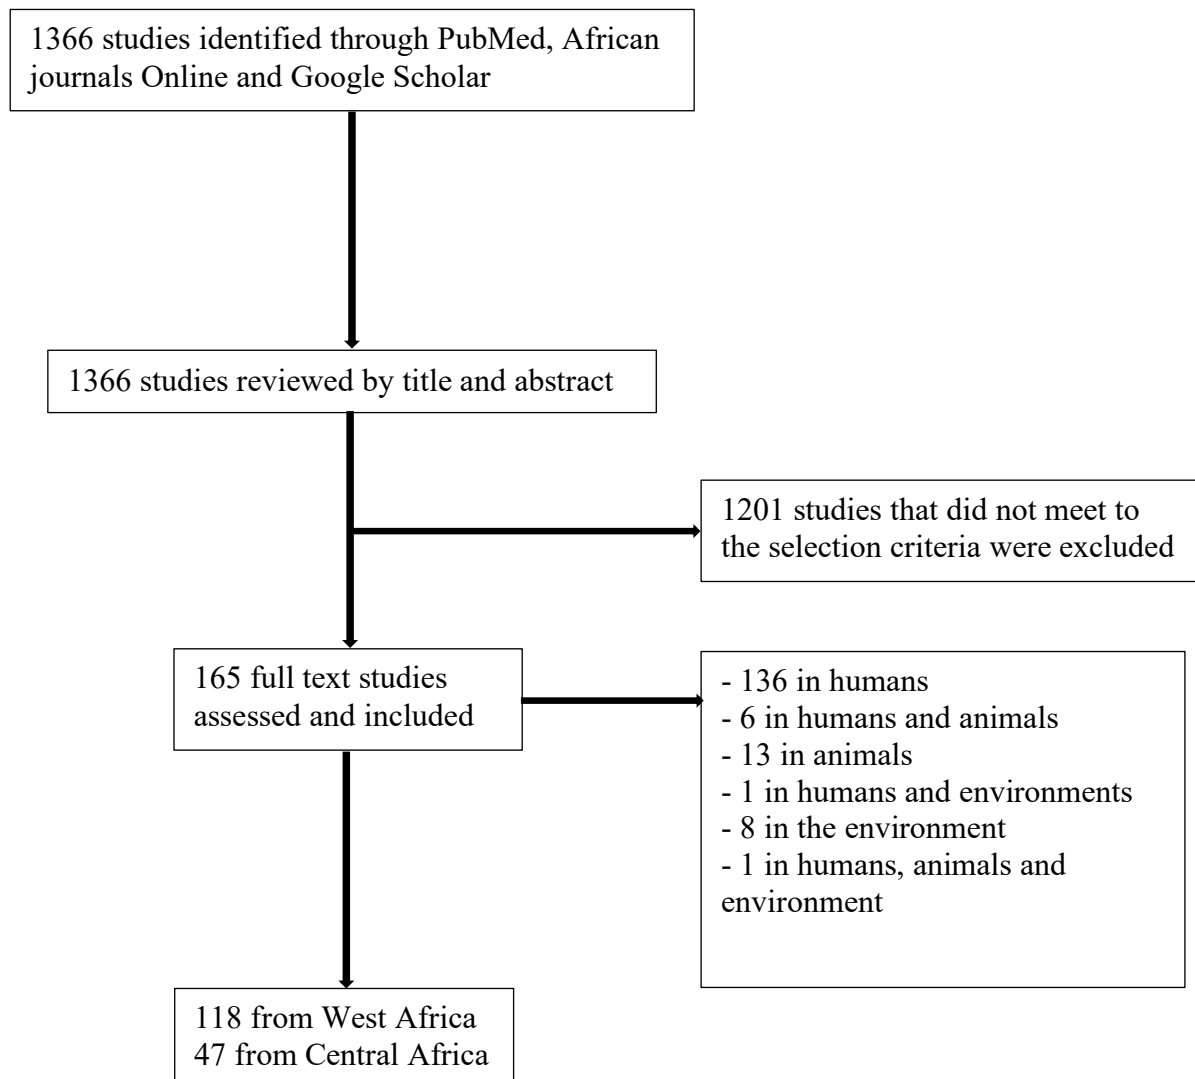 1366 studies identified through PubMed, African
journals Online and Google Scholar
1366 studies reviewed by title and abstract
1201 studies that did not meet to
the selection criteria were excluded
165 full text studies
assessed and included
- 136 in humans
- 6 in humans and animals
- 13 in animals
- 1 in humans and environments
- 8 in the environment
- 1 in humans, animals and
environment
118 from West Africa
47 from Central Africa